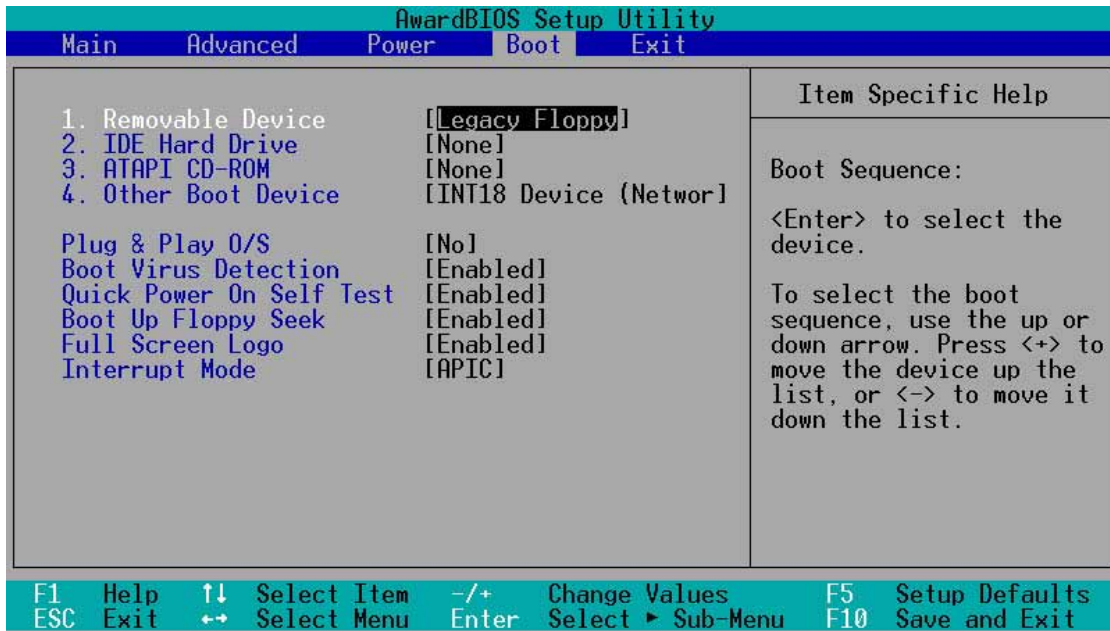 AwardBIOS Setup Utility
Main Advanced Power Boot Exit
1. Removable Device [Legacy Floppy]
2. IDE Hard Drive [None]
3. ATAPI CD-ROM [None]
4. Other Boot Device [INT18 Device (Networ]
Plug & Play O/S [No]
Boot Virus Detection [Enabled]
Quick Power On Self Test [Enabled]
Boot Up Floppy Seek [Enabled]
Full Screen Logo [Enabled]
Interrupt Mode [APIC]
Item Specific Help
Boot Sequence:
<Enter> to select the
device.
To select the boot
sequence, use the up or
down arrow. Press <+> to
move the device up the
list, or <-> to move it
down the list.
F1 Help ↑↓ Select Item -/+ Change Values F5 Setup Defaults
ESC Exit ←→ Select Menu Enter Select ► Sub-Menu F10 Save and Exit